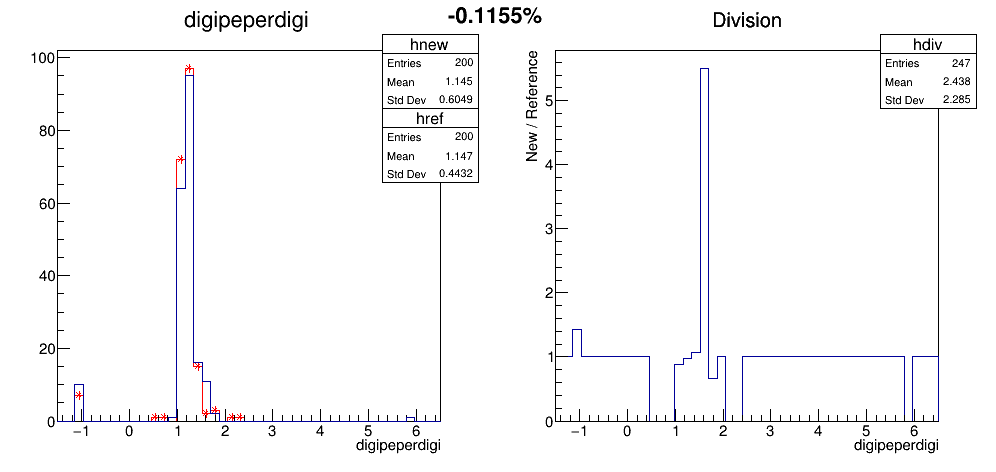 -0.1155%
digipeperdigi
hnew
Entries 200
Mean 1.145
Std Dev 0.6049
href
Entries 200
Mean 1.147
Std Dev 0.4432
100
80
60
40
20
0
−1 0 1 2 3 4 5 6
digipeperdigi
Division
hdiv
Entries 247
Mean 2.438
Std Dev 2.285
New / Reference
5
4
3
2
1
0
−1 0 1 2 3 4 5 6
digipeperdigi